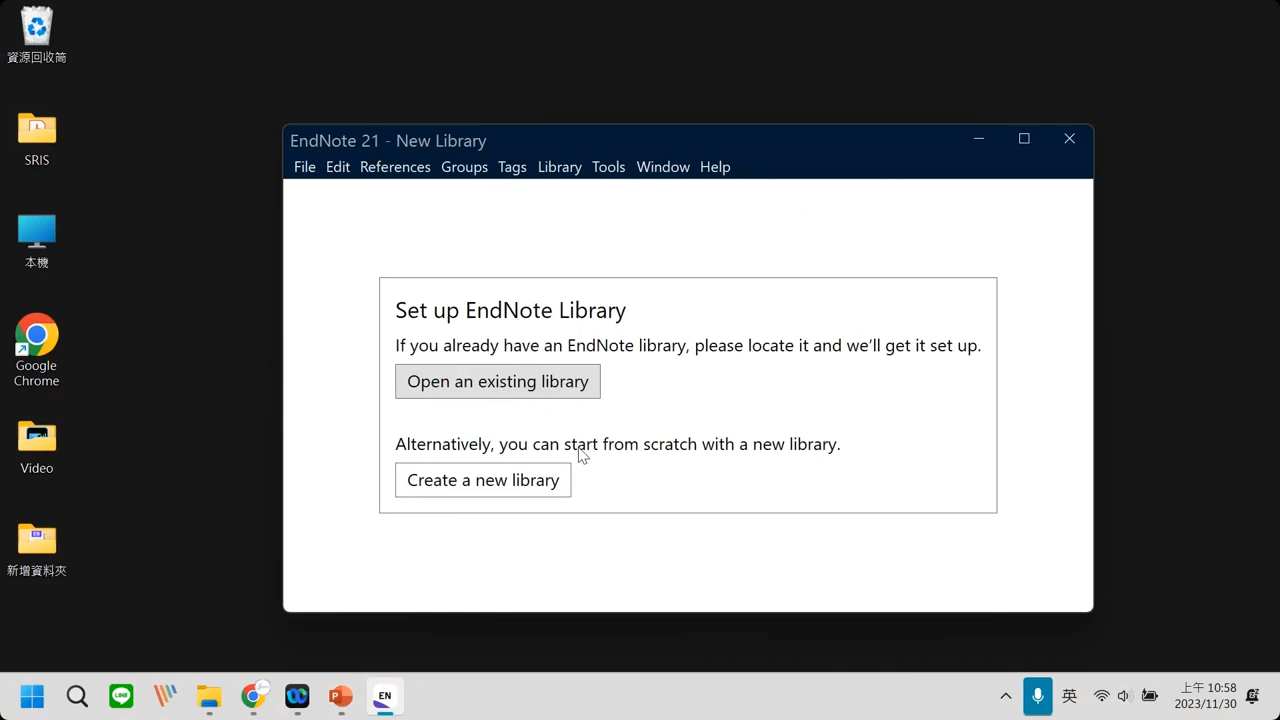 資源回收筒
SRIS
本機
Google
Chrome
Video
EN
新增資料夾
EndNote 21 - New Library
File Edit References Groups Tags Library Tools Window Help
Set up EndNote Library
If you already have an EndNote library, please locate it and we’ll get it set up.
Open an existing library
Alternatively, you can start from scratch with a new library.
Create a new library
LINE
P
EN
英
上午 10:58
2023/11/30